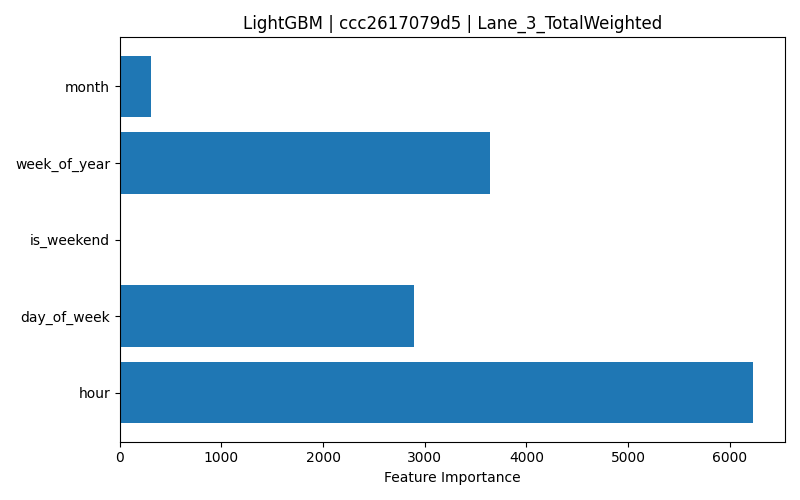 LightGBM | ccc2617079d5 | Lane_3_TotalWeighted
month
week_of_year
is_weekend
day_of_week
hour
0 1000 2000 3000 4000 5000 6000
Feature Importance